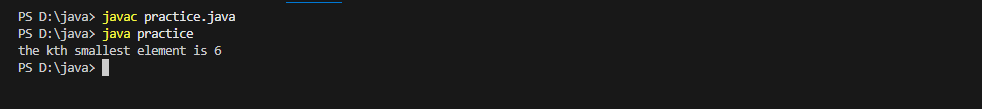 PS D:\java> javac practice.java
PS D:\java> java practice
the kth smallest element is 6
PS D:\java>